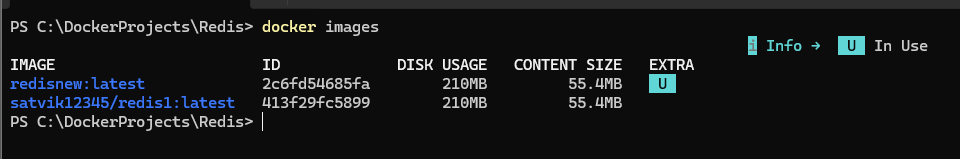 PS C:\DockerProjects\Redis> docker images
i Info → U In Use
IMAGE ID DISK USAGE CONTENT SIZE EXTRA
redisnew:latest 2c6fd54685fa 210MB 55.4MB U
satvik12345/redis1:latest 413f29fc5899 210MB 55.4MB
PS C:\DockerProjects\Redis>